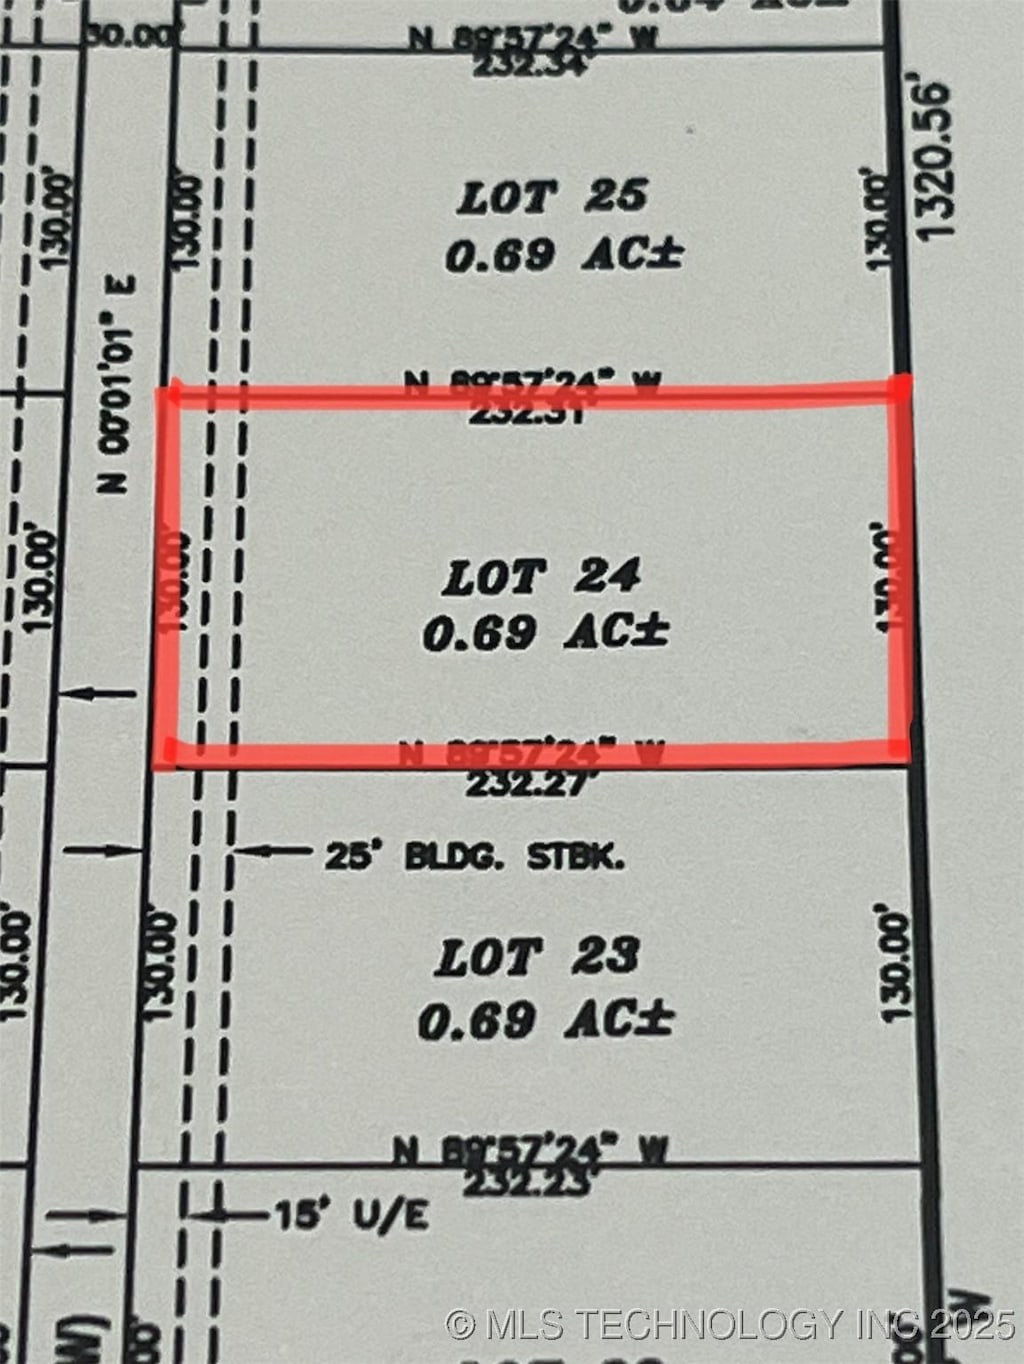 30.00'
N 89°57'24" W
232.34'
1320.56'
130.00'
130.00'
130.00'
LOT 25
0.69 AC±
N 00°01'01" E
N 89°57'24" W
232.31'
130.00'
130.00'
130.00'
LOT 24
0.69 AC±
N 89°57'24" W
232.27'
25' BLDG. STBK.
130.00'
130.00'
130.00'
LOT 23
0.69 AC±
N 89°57'24" W
232.23'
15' U/E
© MLS TECHNOLOGY INC 2025